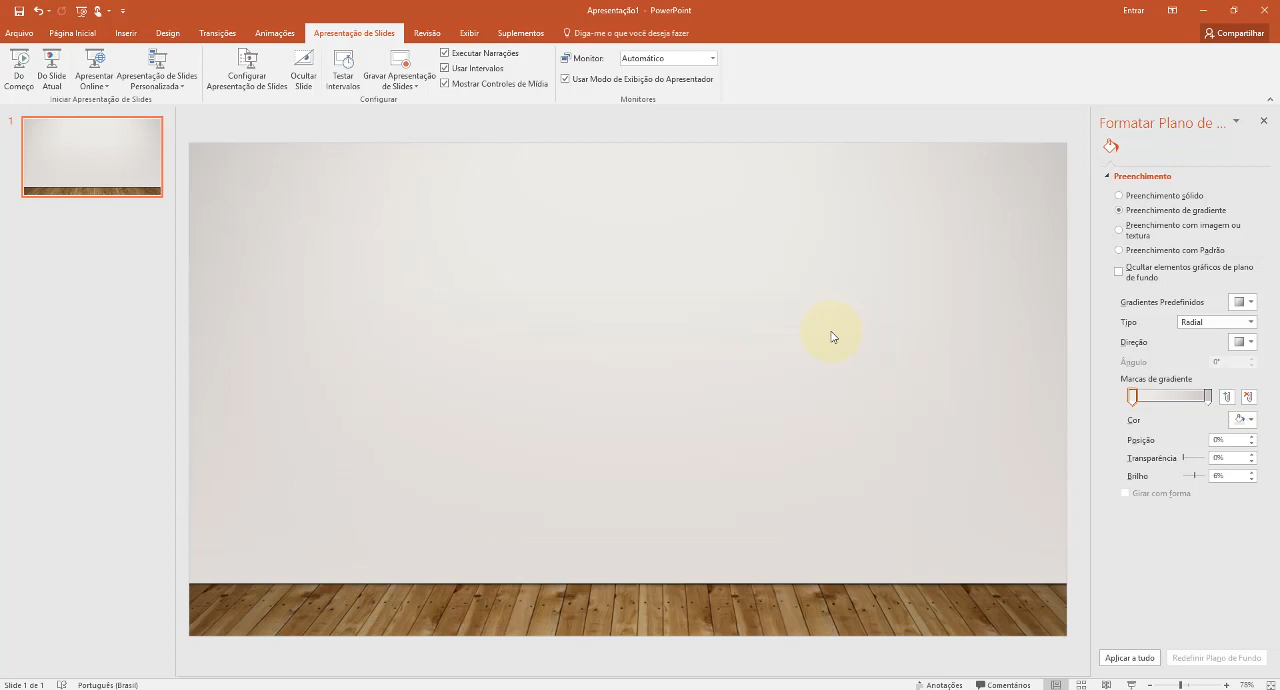 Apresentação1 - PowerPoint
Entrar
Arquivo Página Inicial Inserir Design Transições Animações Apresentação de Slides Revisão Exibir Suplementos Diga-me o que você deseja fazer
Compartilhar
Do Começo
Do Slide Atual
Apresentar Online
Apresentação de Slides Personalizada
Iniciar Apresentação de Slides
Configurar Apresentação de Slides
Ocultar Slide
Testar Intervalos
Gravar Apresentação de Slides
Executar Narrações
Usar Intervalos
Mostrar Controles de Mídia
Configurar
Monitor: Automático
Usar Modo de Exibição do Apresentador
Monitores
1
Formatar Plano de ...
Preenchimento
Preenchimento sólido
Preenchimento de gradiente
Preenchimento com imagem ou
textura
Preenchimento com Padrão
Ocultar elementos gráficos de plano
de fundo
Gradientes Predefinidos
Tipo Radial
Direção
Ângulo 0°
Marcas de gradiente
Cor
Posição 0%
Transparência 0%
Brilho 6%
Girar com forma
Aplicar a tudo Redefinir Plano de Fundo
Slide 1 de 1 Português (Brasil) Anotações Comentários 78%